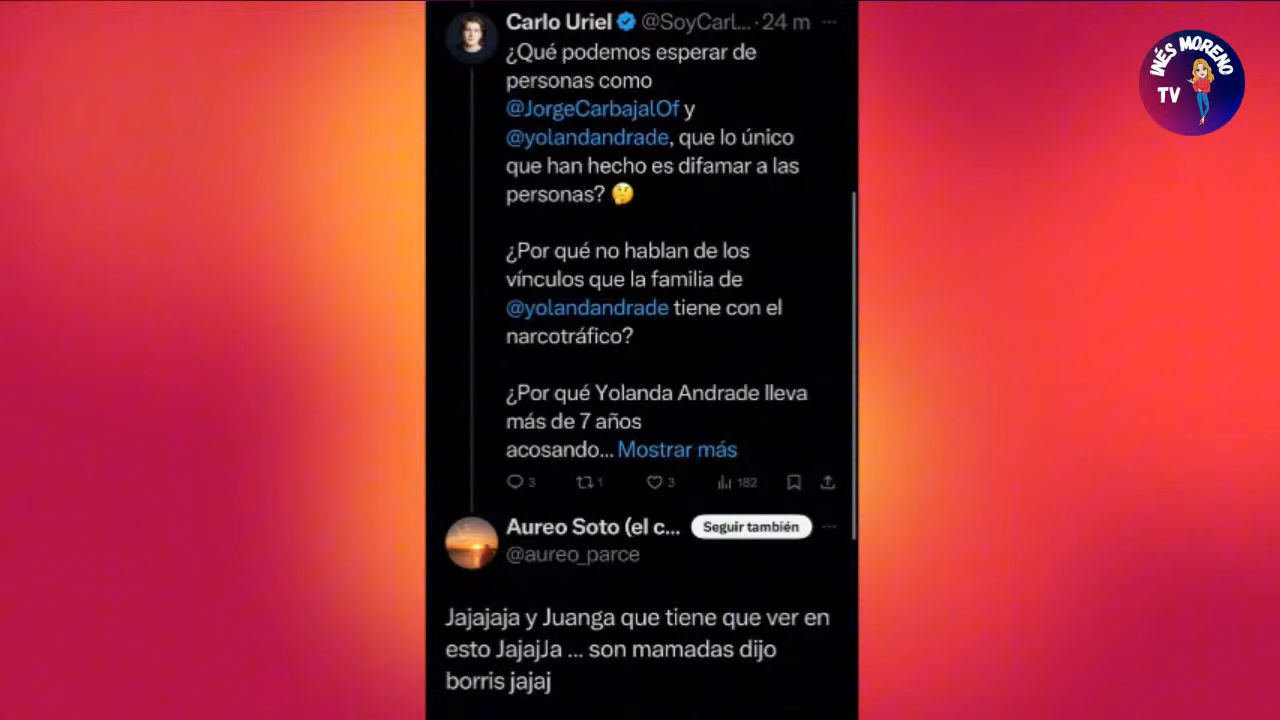 Carlo Uriel @SoyCarl... · 24 m ...
¿Qué podemos esperar de
personas como
@JorgeCarbajalOf y
@yolandandrade, que lo único
que han hecho es difamar a las
personas? 🤔
¿Por qué no hablan de los
vínculos que la familia de
@yolandandrade tiene con el
narcotráfico?
¿Por qué Yolanda Andrade lleva
más de 7 años
acosando... Mostrar más
3 1 3 182
Aureo Soto (el c... Seguir también ...
@aureo_parce
Jajajaja y Juanga que tiene que ver en
esto JajajJa ... son mamadas dijo
borris jajaj
INÉS MORENO
TV